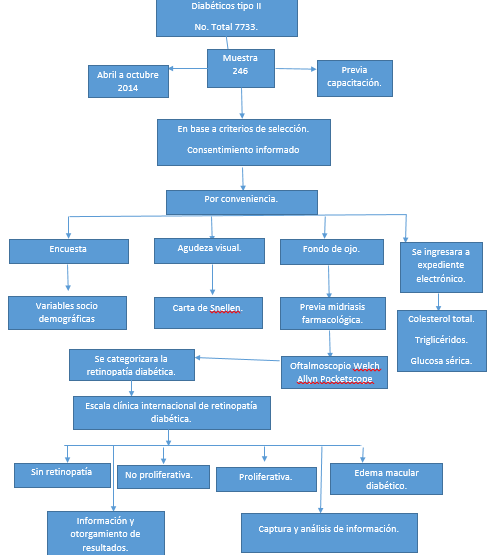 Diabéticos tipo II
No. Total 7733.
Muestra
246
Abril a octubre
2014
Previa
capacitación.
En base a criterios de selección.
Consentimiento informado
Por conveniencia.
Encuesta
Agudeza visual.
Fondo de ojo.
Se ingresara a
expediente
electrónico.
Variables socio
demográficas
Carta de Snellen.
Previa midriasis
farmacológica.
Colesterol total.
Triglicéridos.
Glucosa sérica.
Se categorizara la
retinopatía diabética.
Oftalmoscopio Welch
Allyn Pocketscope
Escala clínica internacional de retinopatía
diabética.
Sin retinopatía
No proliferativa.
Proliferativa.
Edema macular
diabético.
Información y
otorgamiento de
resultados.
Captura y análisis de información.